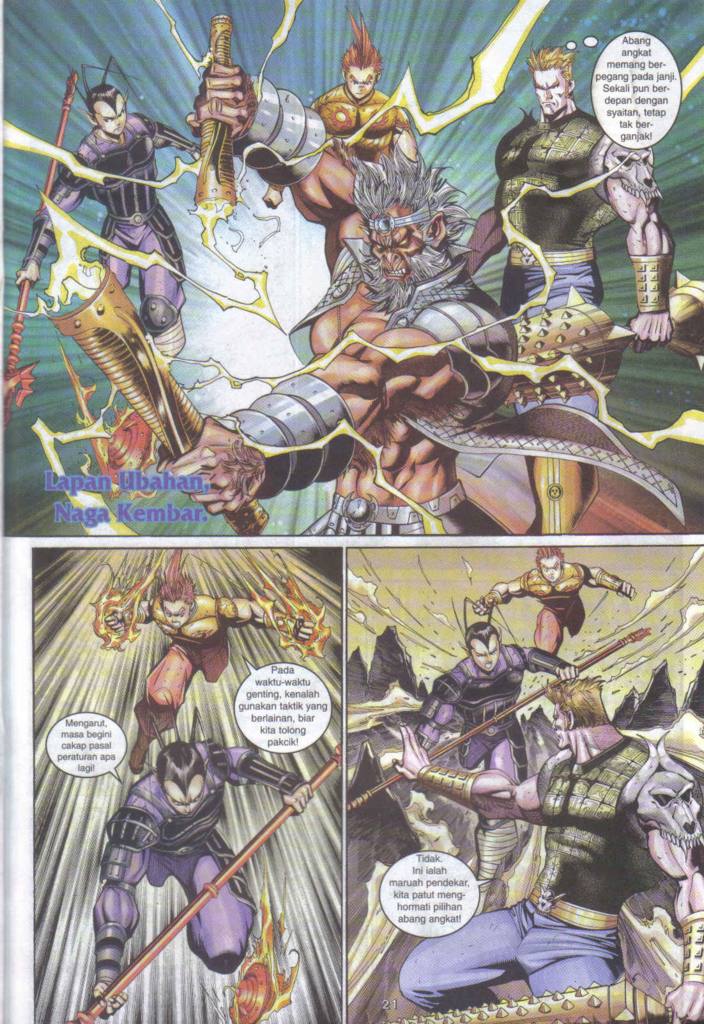 Abang
angkat
memang ber-
pegang pada janji.
Sekali pun ber-
depan dengan
syaitan, tetap
tak ber-
ganjak!
Lapan Ubahan,
Naga Kembar.
Pada
waktu-waktu
genting, kenalah
gunakan taktik yang
berlainan, biar
kita tolong
pakcik!
Mengarut,
masa begini
cakap pasal
peraturan apa
lagi!
Tidak.
Ini ialah
maruah pendekar,
kita patut meng-
hormati pilihan
abang angkat!
21